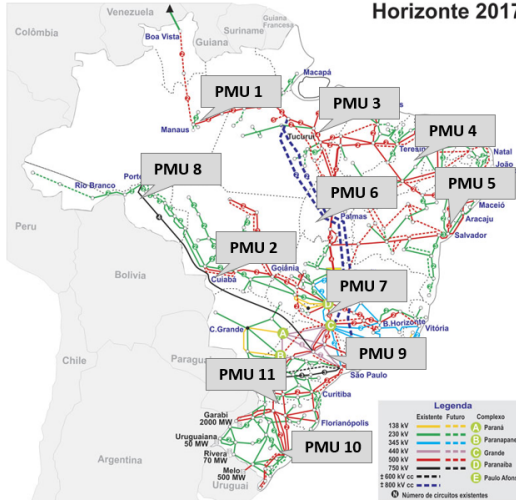 Horizonte 2017
Venezuela
Suriname
Guiana
Francesa
Colômbia
Guiana
Boa Vista
Macapá
PMU 1
PMU 3
Manaus
Tucuruí
Teresi
PMU 4
Natal
João
PMU 8
Porto
Rio Branco
PMU 6
PMU 5
Maceió
Aracaju
Palmas
Salvador
Peru
PMU 2
Goiânia
Cuiabá
Bolívia
PMU 7
D
C
B.Horizonte
Vitória
C.Grande
A
B
PMU 9
Chile
Paragua
São Paulo
PMU 11
Curitiba
Garabi
2000 MW
Florianópolis
Uruguaiana
50 MW
Rivera
70 MW
Melo
500 MW
PMU 10
Argentina
Uruguai
Legenda
Existente Futuro Complexo
138 kV A Paraná
230 kV B Paranapane
345 kV
440 kV C Grande
500 kV D Paranaíba
750 kV E Paulo Afons
± 600 kV cc
± 800 kV cc
N Número de circuitos existentes